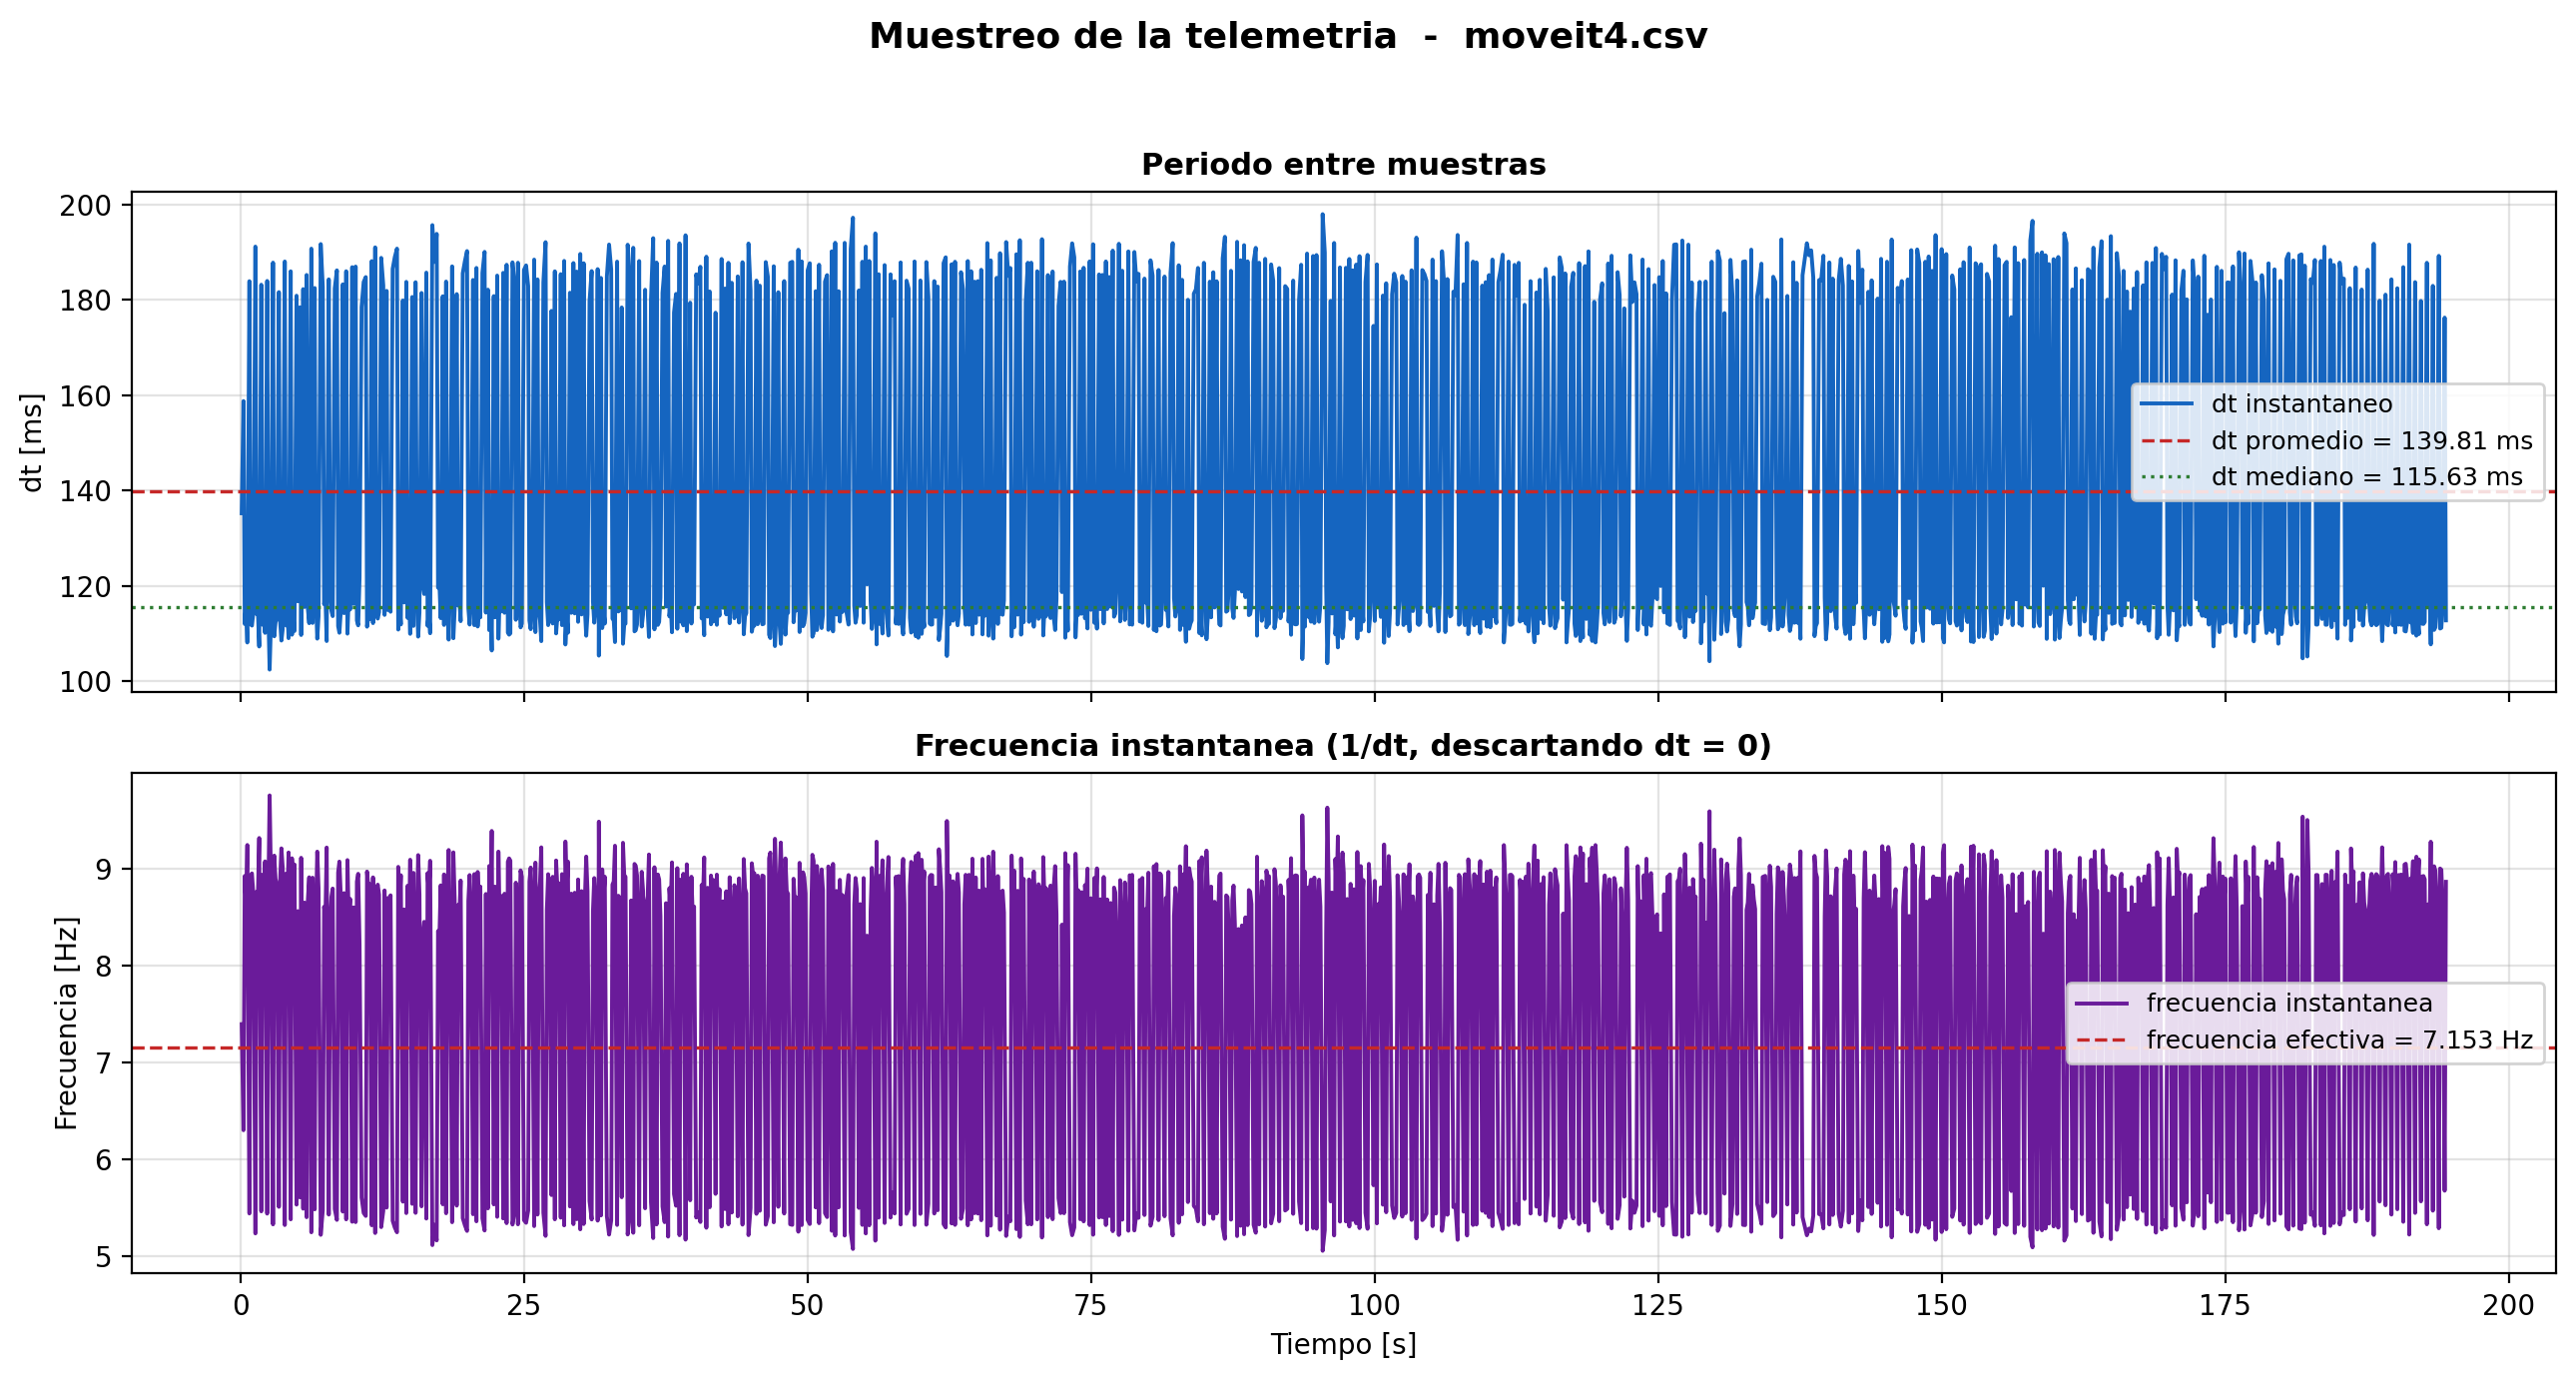 Muestreo de la telemetria - moveit4.csv
Periodo entre muestras
200
180
160
140
120
100
dt [ms]
dt instantaneo
dt promedio = 139.81 ms
dt mediano = 115.63 ms
Frecuencia instantanea (1/dt, descartando dt = 0)
9
8
7
6
5
Frecuencia [Hz]
frecuencia instantanea
frecuencia efectiva = 7.153 Hz
0 25 50 75 100 125 150 175 200
Tiempo [s]